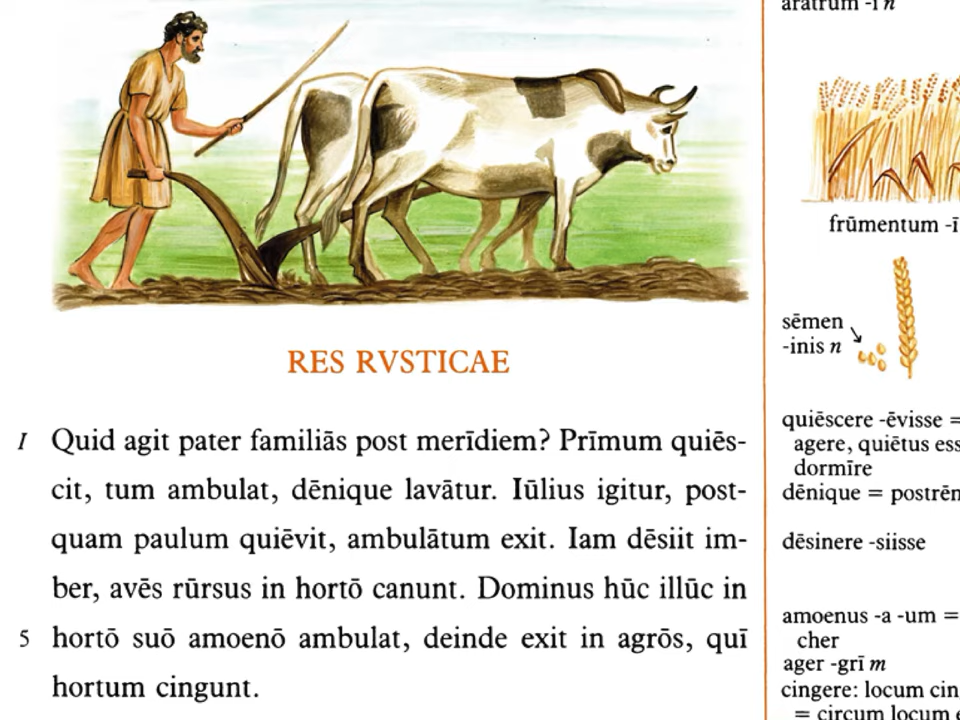 RES RVSTICAE
I Quid agit pater familiās post merīdiem? Prīmum quiēs-
cit, tum ambulat, dēnique lavātur. Iūlius igitur, post-
quam paulum quiēvit, ambulātum exit. Iam dēsiit im-
ber, avēs rūrsus in hortō canunt. Dominus hūc illūc in
5 hortō suō amoenō ambulat, deinde exit in agrōs, quī
hortum cingunt.
arātrum -ī n
frūmentum -ī
sēmen
-inis n
quiēscere -ēvisse =
agere, quiētus ess
dormīre
dēnique = postrēm
dēsinere -siisse
amoenus -a -um =
cher
ager -grī m
cingere: locum cin
= circum locum e